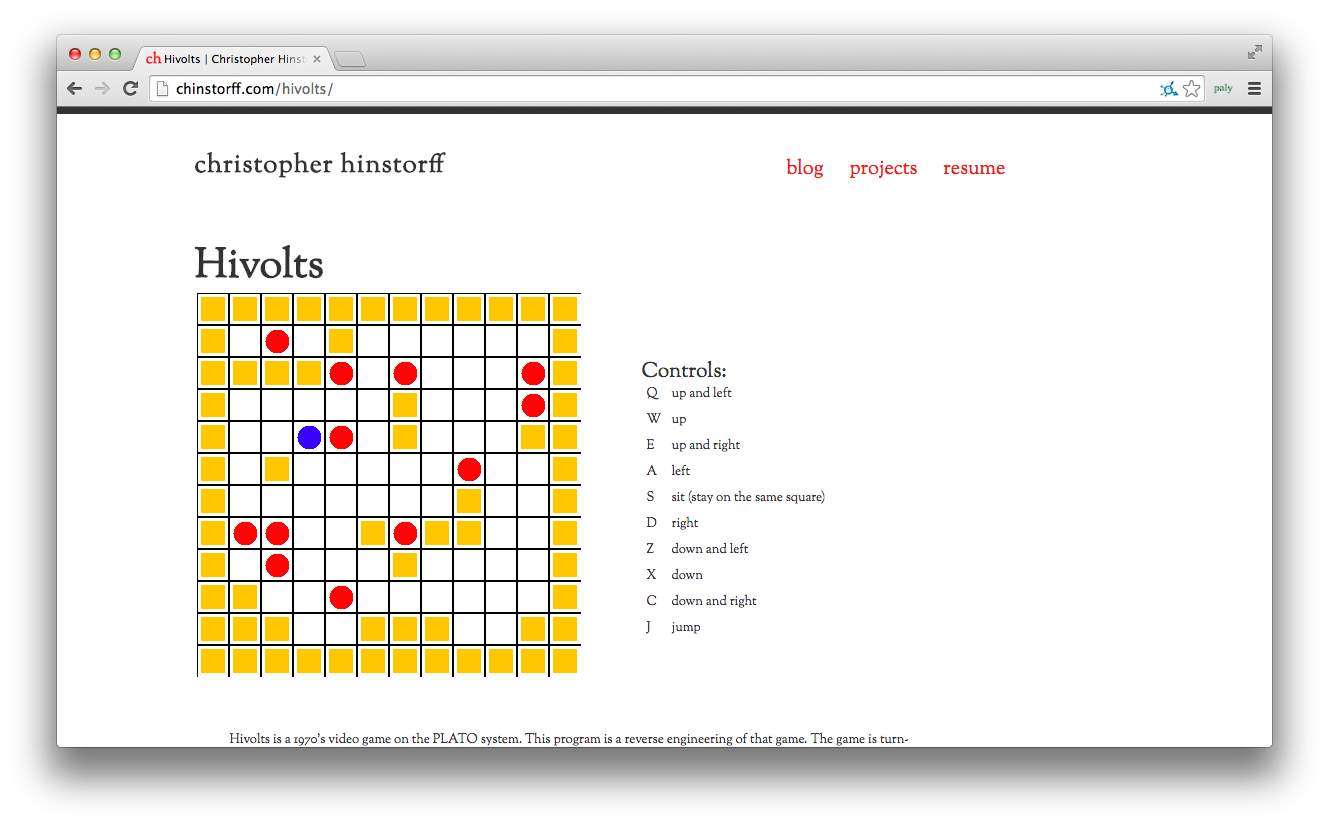 ch Hivolts | Christopher Hinst
chinstorff.com/hivolts/
paly
christopher hinstorff
blog projects resume
Hivolts
Controls:
Q up and left
W up
E up and right
A left
S sit (stay on the same square)
D right
Z down and left
X down
C down and right
J jump
Hivolts is a 1970's video game on the PLATO system. This program is a reverse engineering of that game. The game is turn-